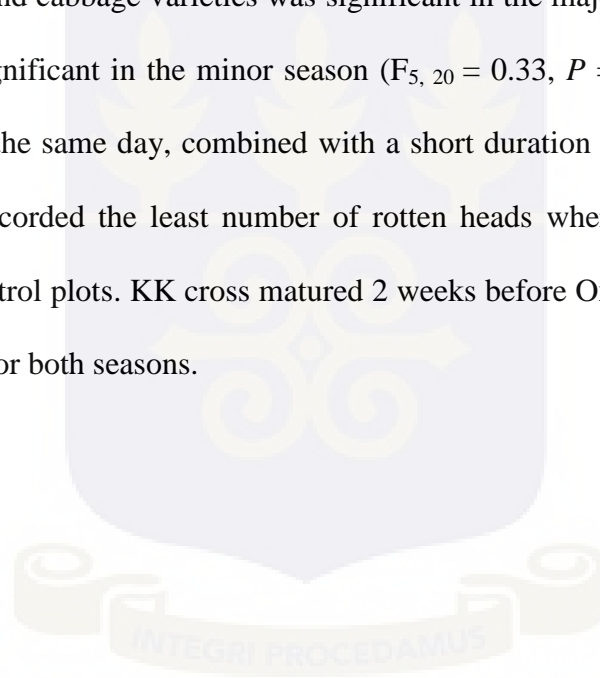 nd cabbage varieties was significant in the maj
gnificant in the minor season (F5, 20 = 0.33, P =
he same day, combined with a short duration
corded the least number of rotten heads whe
trol plots. KK cross matured 2 weeks before O
or both seasons.
INTEGRI PROCEDAMUS